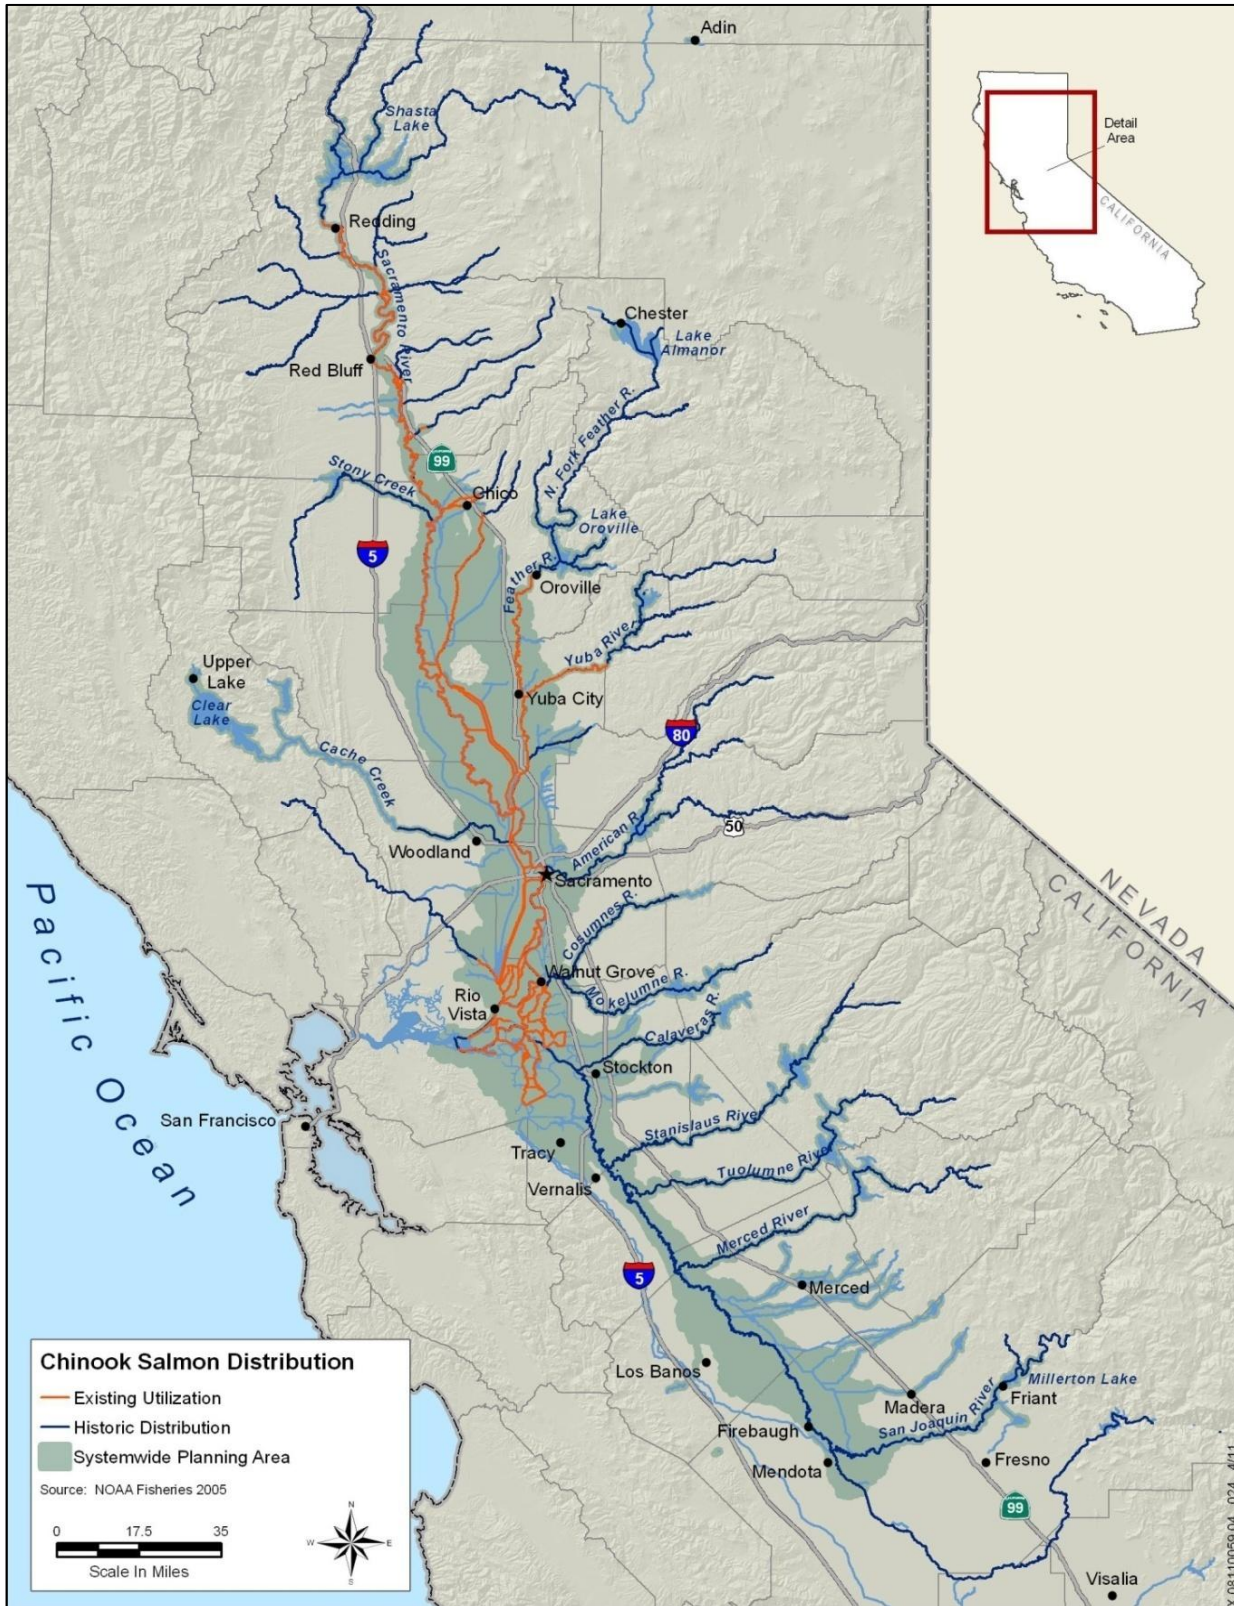 Adin
Shasta
Lake
Detail
Area
CALIFORNIA
Redding
Sacramento River
Chester
Lake
Almanor
Red Bluff
N. Fork Feather R.
99
Stony Creek
Chico
Lake
Oroville
5
Feather R.
Oroville
Yuba River
Upper
Lake
Clear
Lake
Yuba City
80
Cache Creek
50
American R.
Woodland
Sacramento
NEVADA
CALIFORNIA
Pacific Ocean
Cosumnes R.
Walnut Grove
Mokelumne R.
Rio
Vista
Calaveras R.
Stockton
San Francisco
Stanislaus River
Tracy
Tuolumne River
Vernalis
Merced River
5
Merced
Los Banos
Millerton Lake
Friant
Madera
San Joaquin River
Firebaugh
Mendota
Fresno
99
Visalia
Chinook Salmon Distribution
Existing Utilization
Historic Distribution
Systemwide Planning Area
Source: NOAA Fisheries 2005
0 17.5 35
Scale In Miles
N
W E
S
X 08110059.04 024 4/11